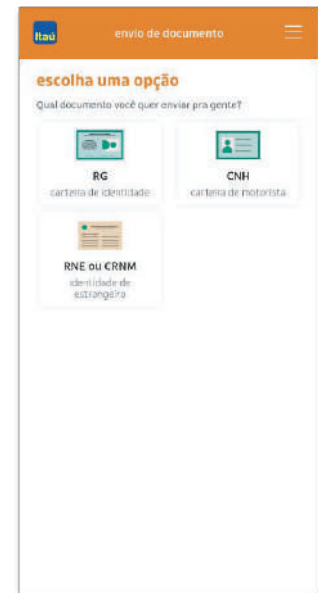 Itaú
envio de documento
escolha uma opção
Qual documento você quer enviar pra gente?
RG
carteira de identidade
CNH
carteira de motorista
RNE ou CRNM
identidade de
estrangeiro